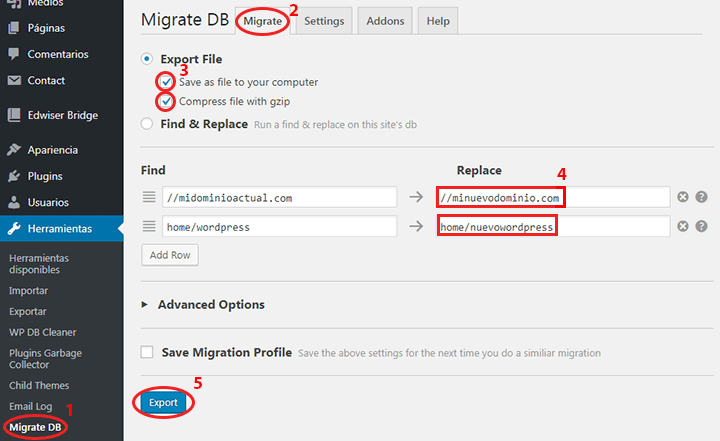 Medios
Páginas
Comentarios
Contact
Edwiser Bridge
Apariencia
Plugins
Usuarios
Herramientas
Herramientas
disponibles
Importar
Exportar
WP DB Cleaner
Plugins Garbage
Collector
Child Themes
Email Log
1
Migrate DB
Migrate DB Migrate 2 Settings Addons Help
Export File
3
Save as file to your computer
Compress file with gzip
Find & Replace Run a find & replace on this site's db
Find Replace 4
//midominioactual.com //minuevodominio.com
home/wordpress home/nuevowordpress
Add Row
Advanced Options
Save Migration Profile Save the above settings for the next time you do a similiar migration
5
Export